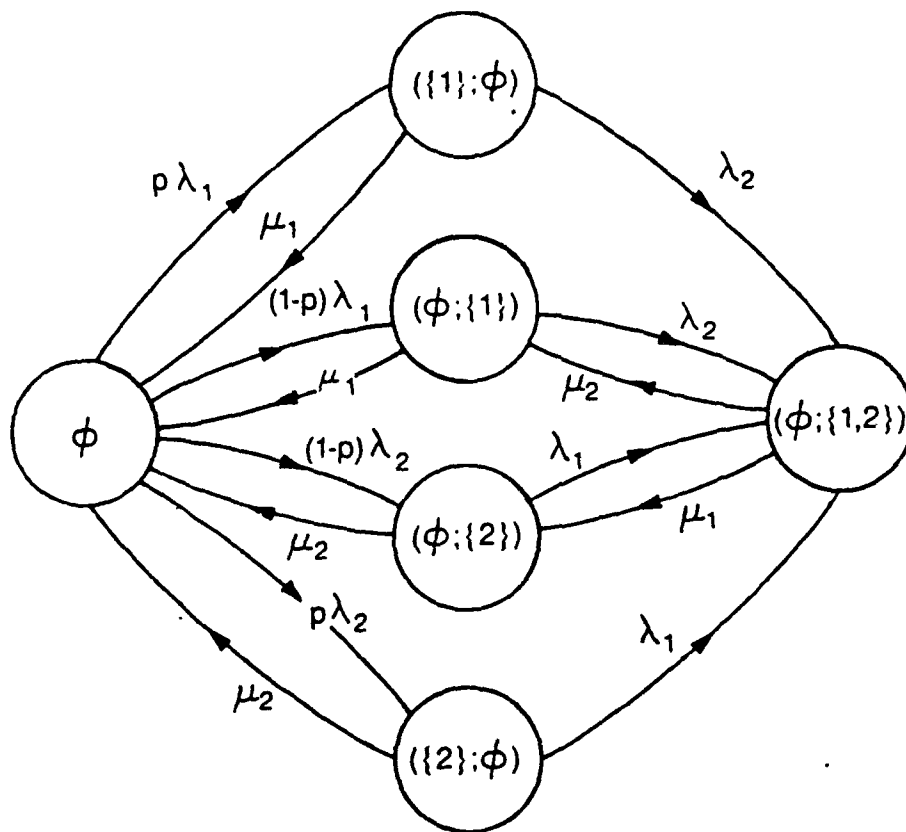 ({1};ϕ)
pλ₁
λ₂
μ₁
(1-p)λ₁
(ϕ;{1})
λ₂
μ₁
μ₂
ϕ
(ϕ;{1,2})
(1-p)λ₂
λ₁
μ₂
(ϕ;{2})
μ₁
pλ₂
λ₁
μ₂
({2};ϕ)